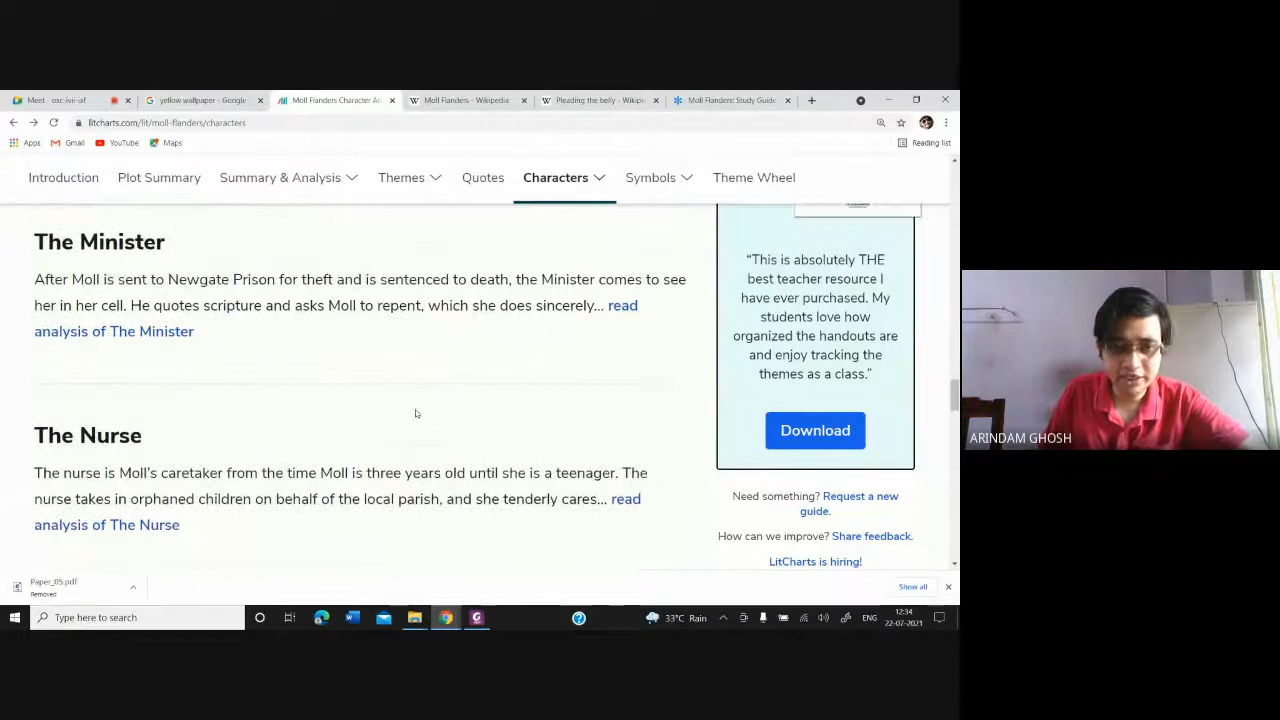 Meet - oxc-ivii-ixf
yellow wallpaper - Google
Moll Flanders Character An
Moll Flanders - Wikipedia
Pleading the belly - Wikipe
Moll Flanders: Study Guide
litcharts.com/lit/moll-flanders/characters
Apps Gmail YouTube Maps Reading list
Introduction Plot Summary Summary & Analysis Themes Quotes Characters Symbols Theme Wheel
The Minister
After Moll is sent to Newgate Prison for theft and is sentenced to death, the Minister comes to see
her in her cell. He quotes scripture and asks Moll to repent, which she does sincerely... read
analysis of The Minister
The Nurse
The nurse is Moll's caretaker from the time Moll is three years old until she is a teenager. The
nurse takes in orphaned children on behalf of the local parish, and she tenderly cares... read
analysis of The Nurse
“This is absolutely THE
best teacher resource I
have ever purchased. My
students love how
organized the handouts are
and enjoy tracking the
themes as a class.”
Download
Need something? Request a new
guide.
How can we improve? Share feedback.
LitCharts is hiring!
ARINDAM GHOSH
Paper_05.pdf
Removed
Show all
Type here to search
33°C Rain
ENG
12:34
22-07-2021